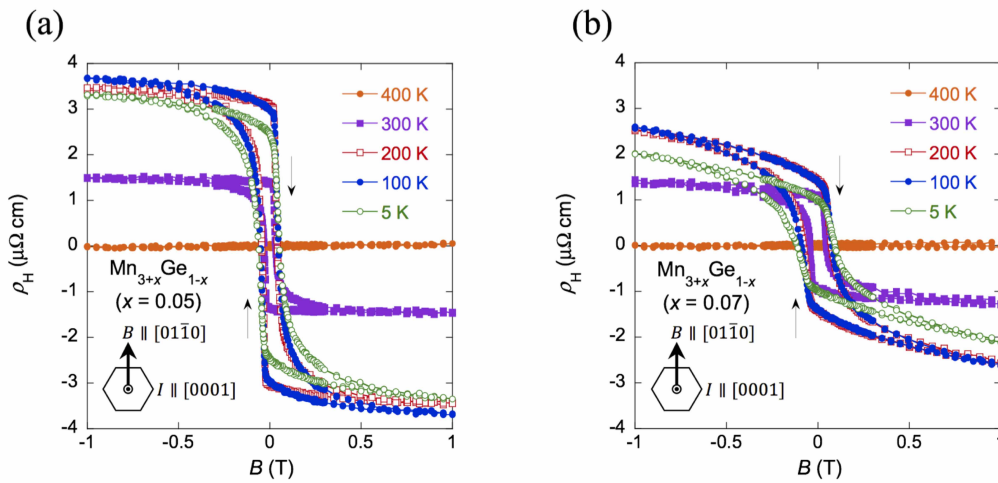 (a)
4
3
2
1
0
-1
-2
-3
-4
ρH (μΩ cm)
400 K
300 K
200 K
100 K
5 K
Mn3+xGe1-x
(x = 0.05)
B ∥ [011̅0]
I ∥ [0001]
-1
-0.5
0
0.5
1
B (T)
(b)
4
3
2
1
0
-1
-2
-3
-4
ρH (μΩ cm)
400 K
300 K
200 K
100 K
5 K
Mn3+xGe1-x
(x = 0.07)
B ∥ [011̅0]
I ∥ [0001]
-1
-0.5
0
0.5
1
B (T)